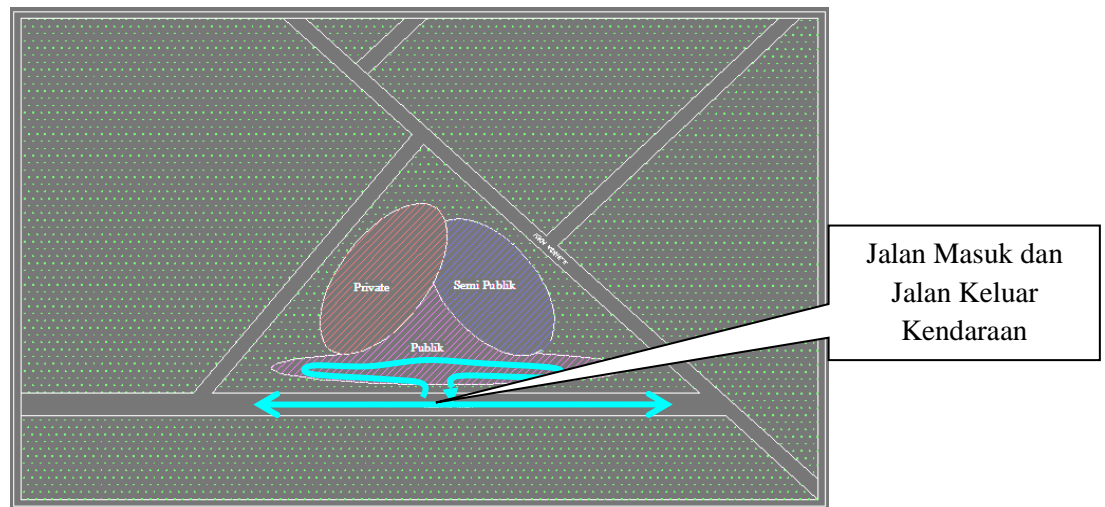 Private
Semi Publik
Publik
Jalan Masuk dan
Jalan Keluar
Kendaraan